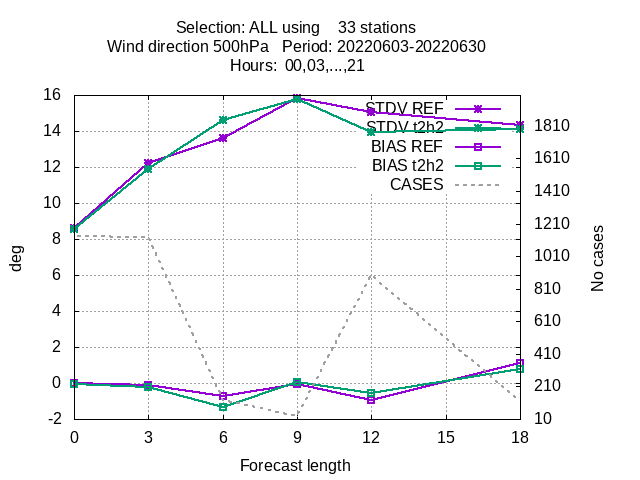 Selection: ALL using    33 stations
Wind direction 500hPa   Period: 20220603-20220630
Hours:  00,03,...,21
16
14
12
10
8
6
4
2
0
-2
deg
STDV REF
STDV t2h2
BIAS REF
BIAS t2h2
CASES
1810
1610
1410
1210
1010
810
610
410
210
10
No cases
0 3 6 9 12 15 18
Forecast length